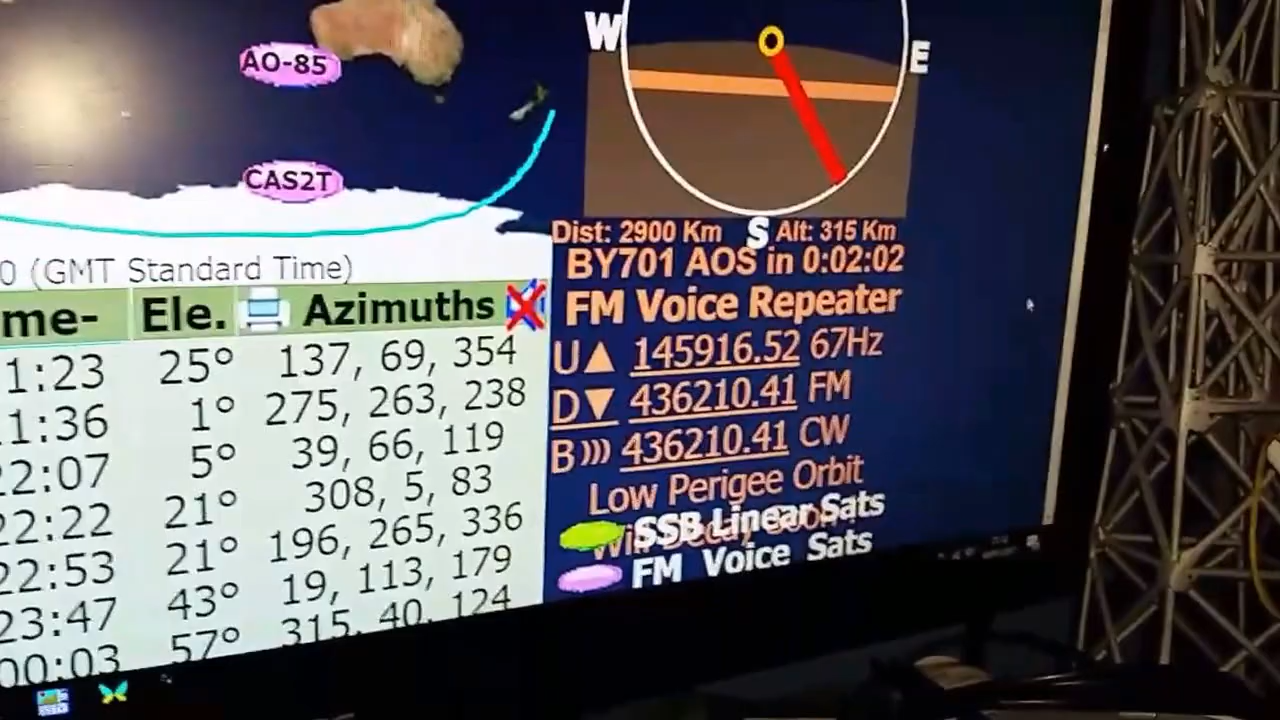 AO-85
CAS2T
W
E
S
Dist: 2900 Km
Alt: 315 Km
BY701 AOS in 0:02:02
FM Voice Repeater
U▲ 145916.52 67Hz
D▼ 436210.41 FM
B))) 436210.41 CW
Low Perigee Orbit
SSB Linear Sats
FM Voice Sats
0 (GMT Standard Time)
me- Ele. Azimuths
1:23 25° 137, 69, 354
1:36 1° 275, 263, 238
22:07 5° 39, 66, 119
22:22 21° 308, 5, 83
22:53 21° 196, 265, 336
23:47 43° 19, 113, 179
00:03 57° 315, 40, 124